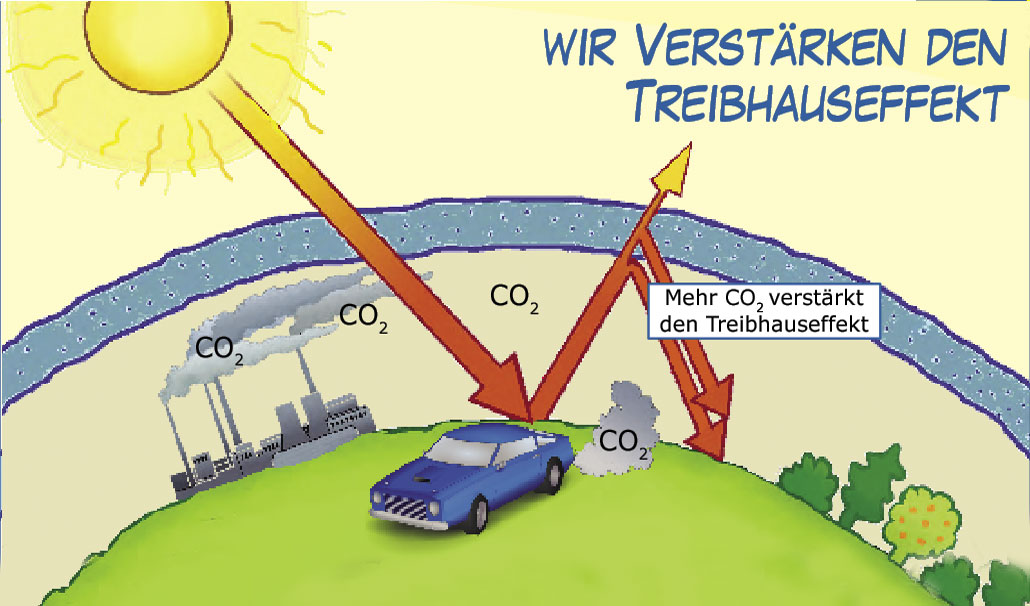 WIR VERSTÄRKEN DEN
TREIBHAUSEFFEKT
CO₂
Mehr CO₂ verstärkt
den Treibhauseffekt
CO₂
CO₂
CO₂